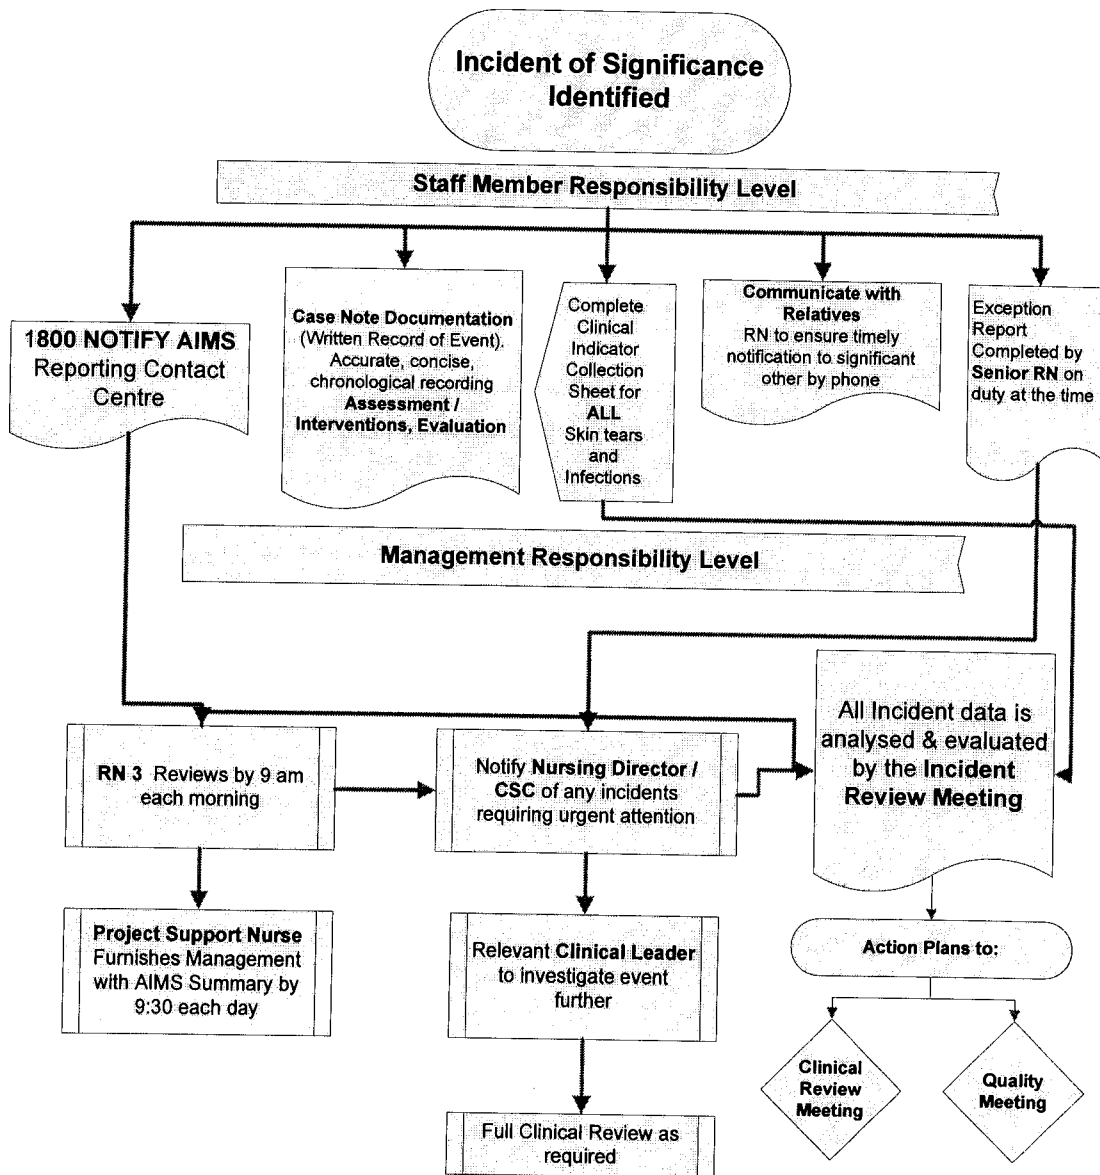 Incident of Significance
Identified
Staff Member Responsibility Level
1800 NOTIFY AIMS
Reporting Contact
Centre
Case Note Documentation
(Written Record of Event).
Accurate, concise,
chronological recording
Assessment /
Interventions, Evaluation
Complete
Clinical
Indicator
Collection
Sheet for
ALL
Skin tears
and
Infections
Communicate with
Relatives
RN to ensure timely
notification to significant
other by phone
Exception
Report
Completed by
Senior RN on
duty at the time
Management Responsibility Level
RN 3 Reviews by 9 am
each morning
Notify Nursing Director /
CSC of any incidents
requiring urgent attention
All Incident data is
analysed & evaluated
by the Incident
Review Meeting
Project Support Nurse
Furnishes Management
with AIMS Summary by
9:30 each day
Relevant Clinical Leader
to investigate event
further
Action Plans to:
Clinical
Review
Meeting
Quality
Meeting
Full Clinical Review as
required